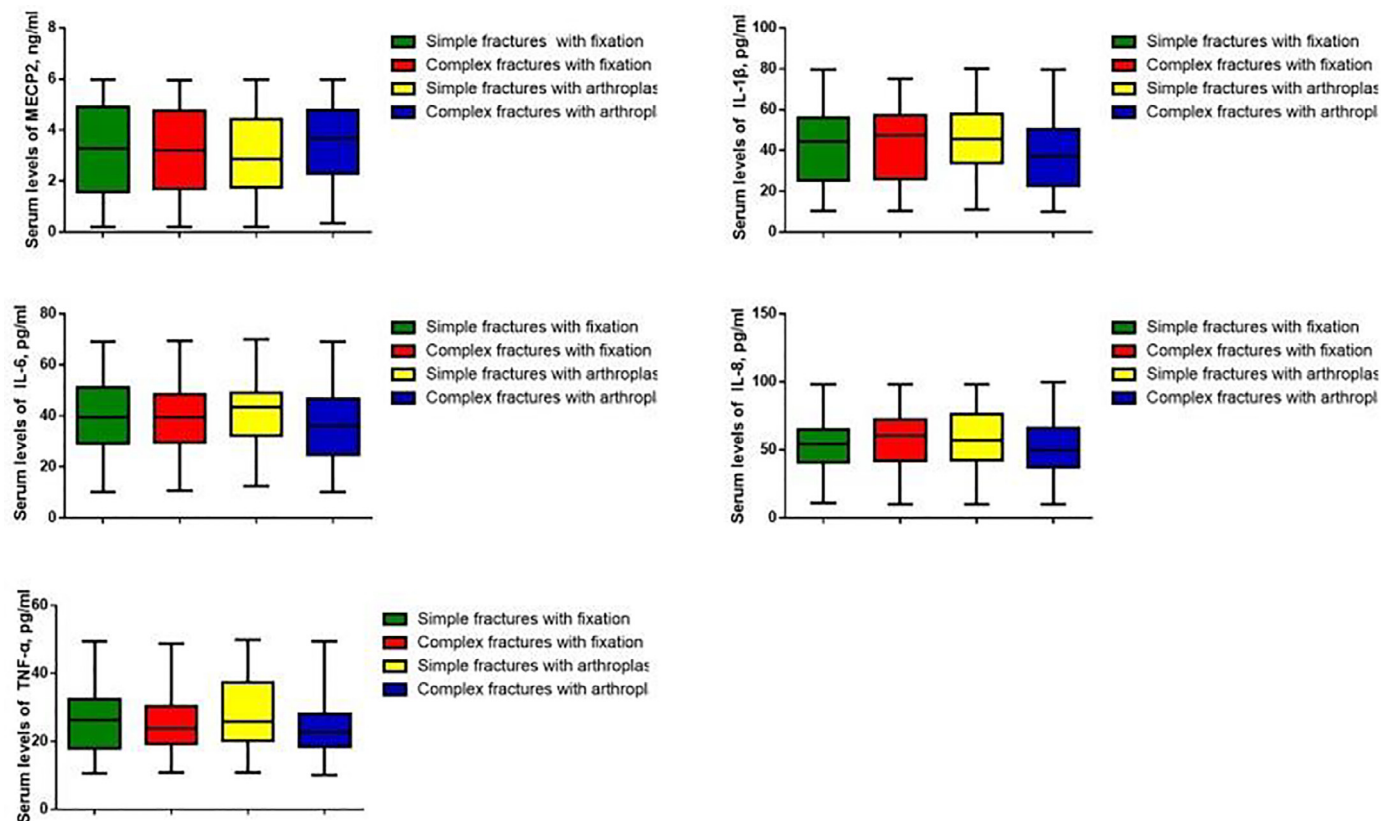 Serum levels of MECP2, ng/ml
8
6
4
2
0
Simple fractures with fixation
Complex fractures with fixation
Simple fractures with arthroplas
Complex fractures with arthropl
Serum levels of IL-1β, pg/ml
100
80
60
40
20
0
Simple fractures with fixation
Complex fractures with fixation
Simple fractures with arthroplas
Complex fractures with arthropl
Serum levels of IL-6, pg/ml
80
60
40
20
0
Simple fractures with fixation
Complex fractures with fixation
Simple fractures with arthroplas
Complex fractures with arthropl
Serum levels of IL-8, pg/ml
150
100
50
0
Simple fractures with fixation
Complex fractures with fixation
Simple fractures with arthroplas
Complex fractures with arthropl
Serum levels of TNF-α, pg/ml
60
40
20
0
Simple fractures with fixation
Complex fractures with fixation
Simple fractures with arthroplas
Complex fractures with arthropl